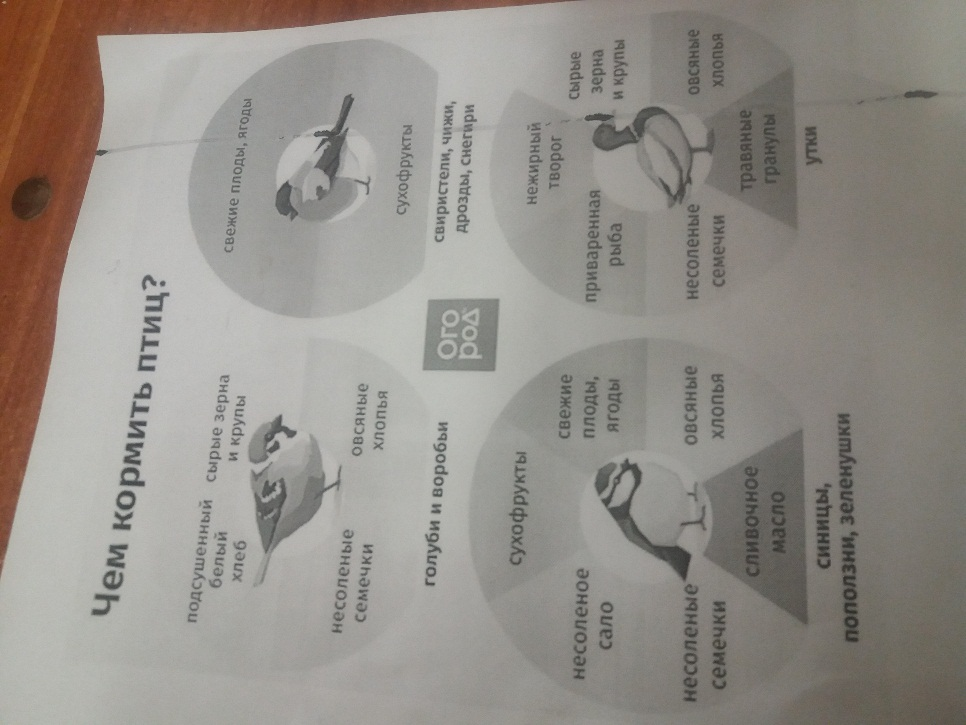 Чем кормить птиц?
подсушенный
белый
хлеб
сырые зерна
и крупы
несоленые
семечки
овсяные
хлопья
голуби и воробьи
свежие плоды, ягоды
сухофрукты
свиристели, чижи,
дрозды, снегири
ОГО
РОД
сухофрукты
свежие
плоды,
ягоды
несоленое
сало
овсяные
хлопья
несоленые
семечки
сливочное
масло
синицы,
поползни, зеленушки
нежирный
творог
сырые
зерна
и крупы
приваренная
рыба
овсяные
хлопья
несоленые
семечки
травяные
гранулы
утки